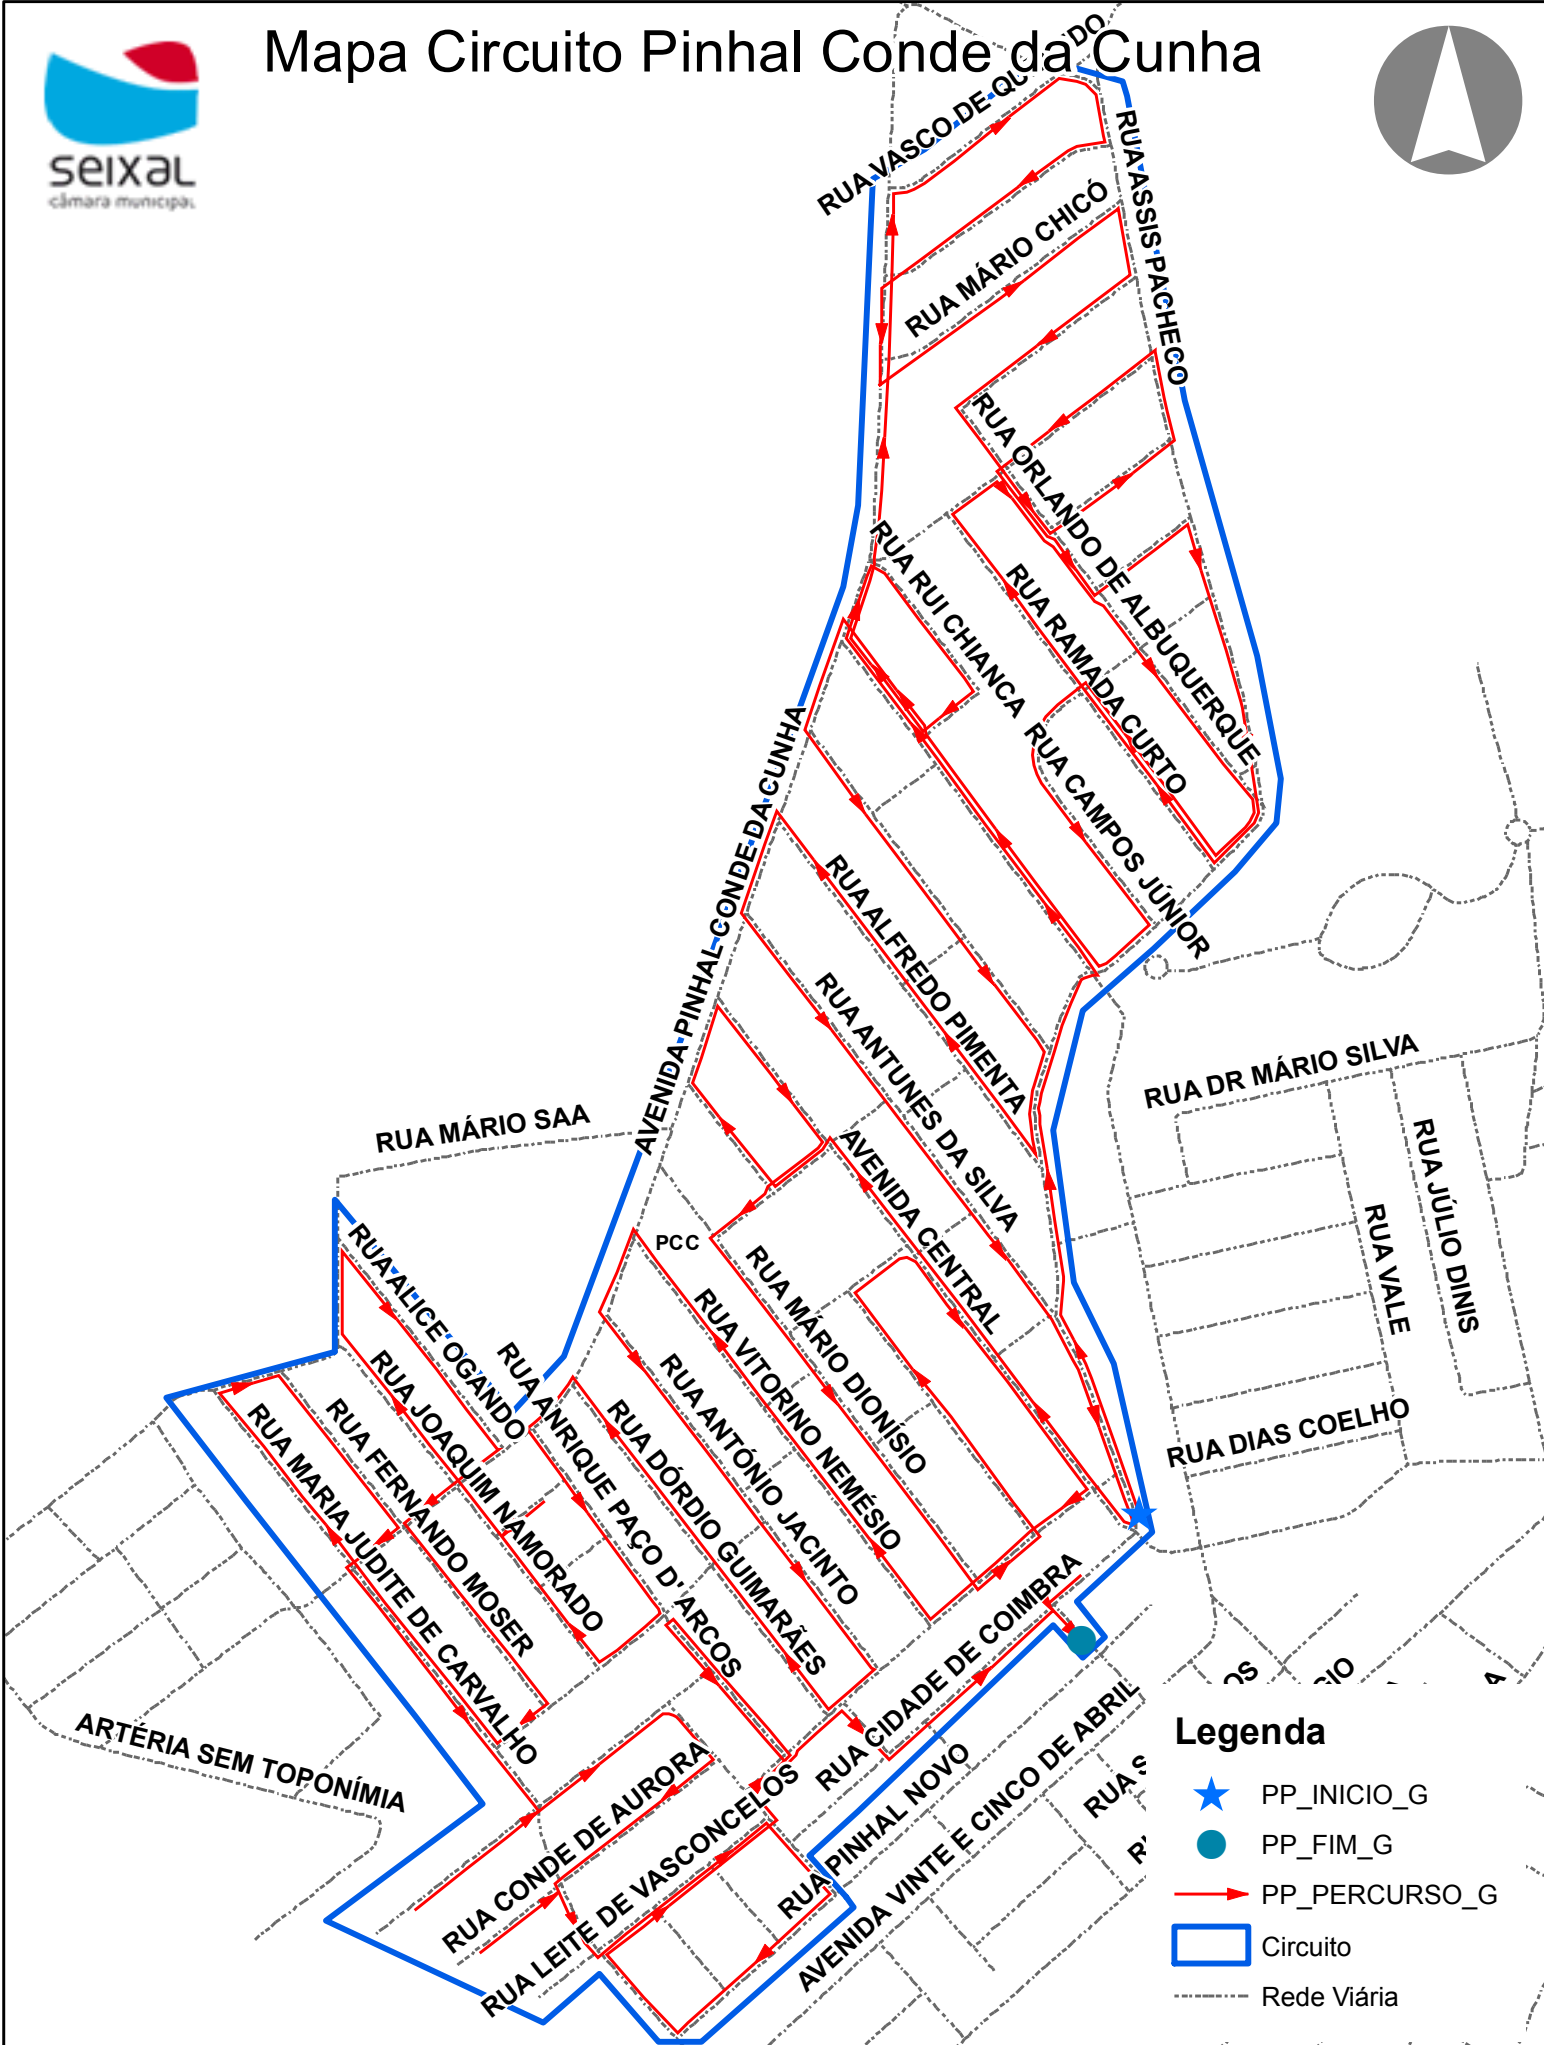 Mapa Circuito Pinhal Conde da Cunha
seixal
câmara municipal
RUA VASCO DE
RUA ASSIS PACHECO
RUA MÁRIO CHICÓ
RUA ORLANDO DE ALBUQUERQUE
RUA RUI CHIANCA
RUA RAMADA CURTO
RUA CAMPOS JÚNIOR
AVENIDA PINHAL CONDE DA CUNHA
RUA ALFREDO PIMENTA
RUA ANTUNES DA SILVA
RUA DR MÁRIO SILVA
RUA MÁRIO SAA
RUA JÚLIO DINIS
RUA VALE
AVENIDA CENTRAL
PCC
RUA ALICE OGANDO
RUA MÁRIO DIONÍSIO
RUA VITORINO NEMÉSIO
RUA ANTÓNIO JACINTO
RUA ANRIQUE PAÇO D' ARCOS
RUA JOAQUIM NAMORADO
RUA DÓRDIO GUIMARÃES
RUA FERNANDO MOSER
RUA MARIA JUDITE DE CARVALHO
RUA DIAS COELHO
RUA CIDADE DE COIMBRA
ARTÉRIA SEM TOPONÍMIA
RUA CONDE DE AURORA
RUA LEITE DE VASCONCELOS
RUA PINHAL NOVO
AVENIDA VINTE E CINCO DE ABRIL
RUA S
OS
GIO
A
Legenda
PP_INICIO_G
PP_FIM_G
PP_PERCURSO_G
Circuito
Rede Viária